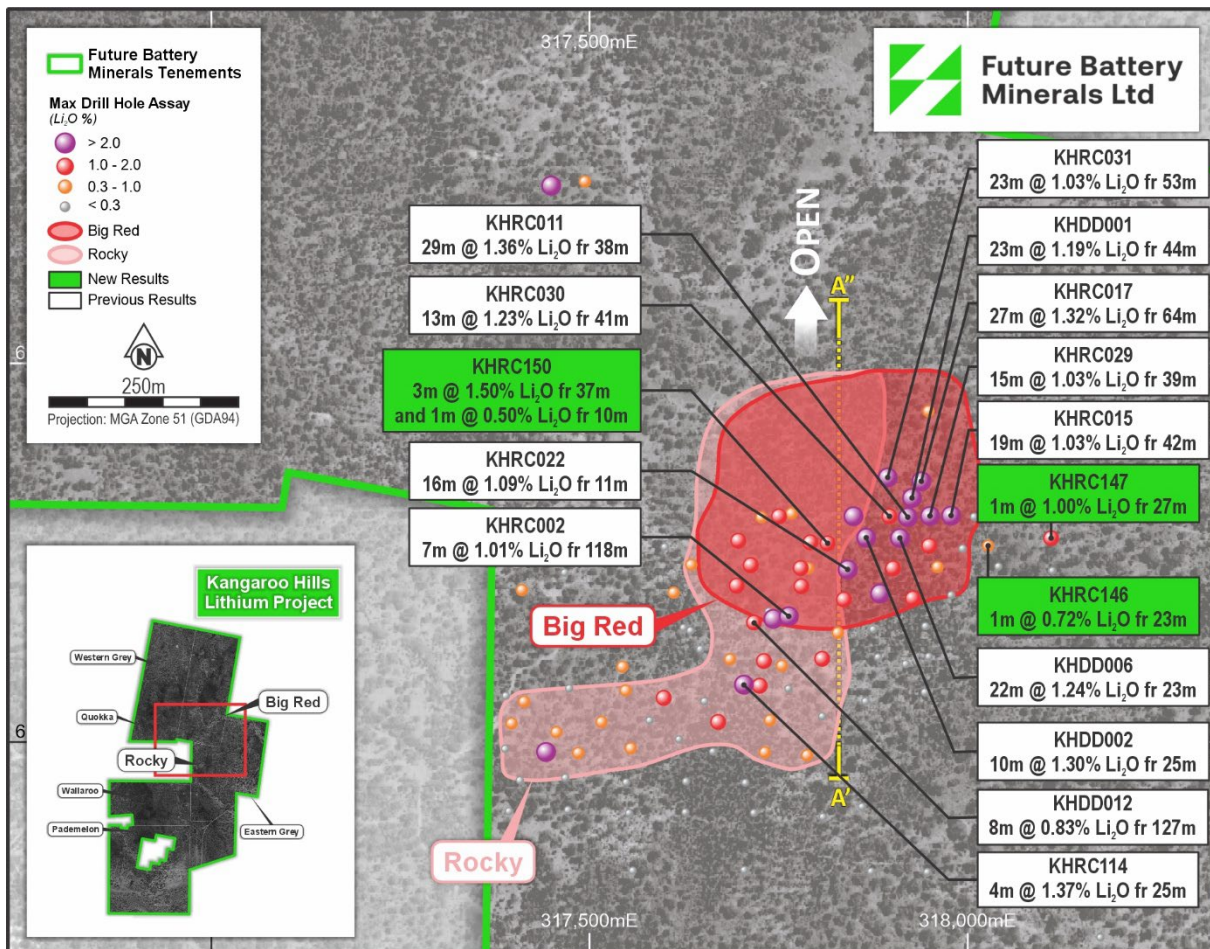 Future Battery
Minerals Tenements
Max Drill Hole Assay
(Li₂O %)
> 2.0
1.0 - 2.0
0.3 - 1.0
< 0.3
Big Red
Rocky
New Results
Previous Results
N
250m
Projection: MGA Zone 51 (GDA94)
317,500mE
Future Battery
Minerals Ltd
KHRC011
29m @ 1.36% Li₂O fr 38m
KHRC030
13m @ 1.23% Li₂O fr 41m
KHRC150
3m @ 1.50% Li₂O fr 37m
and 1m @ 0.50% Li₂O fr 10m
KHRC022
16m @ 1.09% Li₂O fr 11m
KHRC002
7m @ 1.01% Li₂O fr 118m
OPEN
A"
KHRC031
23m @ 1.03% Li₂O fr 53m
KHDD001
23m @ 1.19% Li₂O fr 44m
KHRC017
27m @ 1.32% Li₂O fr 64m
KHRC029
15m @ 1.03% Li₂O fr 39m
KHRC015
19m @ 1.03% Li₂O fr 42m
KHRC147
1m @ 1.00% Li₂O fr 27m
KHRC146
1m @ 0.72% Li₂O fr 23m
KHDD006
22m @ 1.24% Li₂O fr 23m
KHDD002
10m @ 1.30% Li₂O fr 25m
KHDD012
8m @ 0.83% Li₂O fr 127m
KHRC114
4m @ 1.37% Li₂O fr 25m
Big Red
Rocky
A'
6
6
Kangaroo Hills
Lithium Project
Western Grey
Big Red
Quokka
Rocky
Wallaroo
Pademelon
Eastern Grey
317,500mE
318,000mE